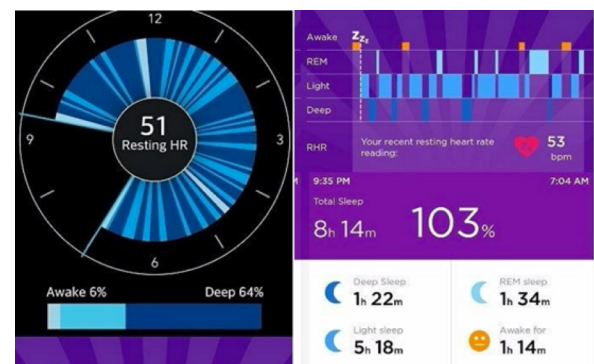 12
51
Resting HR
9
3
6
Awake 6%
Deep 64%
Awake
ZZZ
REM
Light
Deep
RHR
Your recent resting heart rate
reading:
53
bpm
9:35 PM
7:04 AM
Total Sleep
8h 14m
103%
Deep Sleep
1h 22m
REM sleep
1h 34m
Light sleep
5h 18m
Awake for
1h 14m